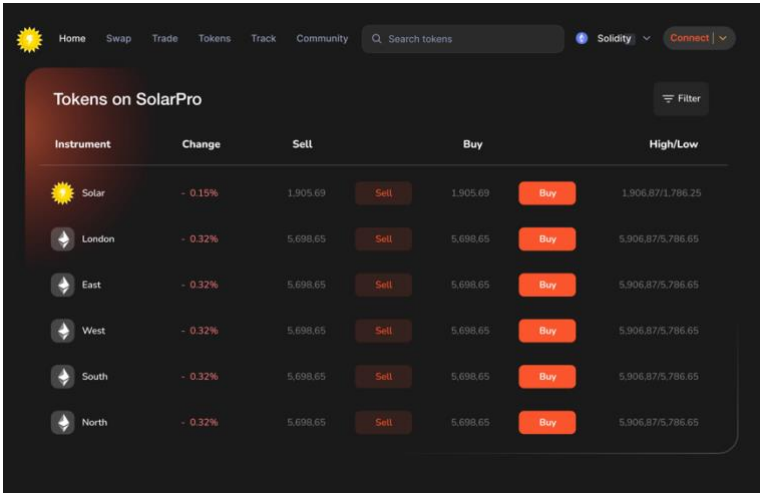 Home Swap Trade Tokens Track Community Search tokens Solidity Connect
Tokens on SolarPro Filter
Instrument Change Sell Buy High/Low
Solar - 0.15% 1,905.69 Sell 1,905.69 Buy 1,906,87/1,786.25
London - 0.32% 5,698,65 Sell 5,698,65 Buy 5,906,87/5,786.65
East - 0.32% 5,698,65 Sell 5,698,65 Buy 5,906,87/5,786.65
West - 0.32% 5,698,65 Sell 5,698,65 Buy 5,906,87/5,786.65
South - 0.32% 5,698,65 Sell 5,698,65 Buy 5,906,87/5,786.65
North - 0.32% 5,698,65 Sell 5,698,65 Buy 5,906,87/5,786.65